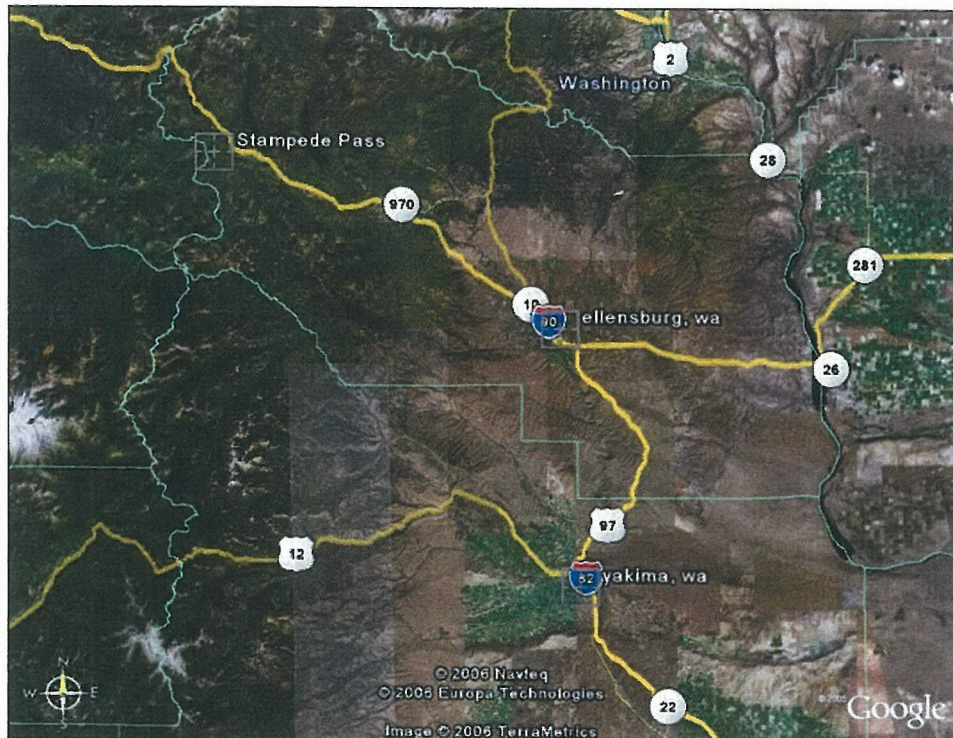 2
Washington
Stampede Pass
28
970
281
10
90
ellensburg, wa
26
97
12
82
yakima, wa
N
W E
S
© 2006 Navteq
© 2006 Europa Technologies
22
Google
Image © 2006 TerraMetrics